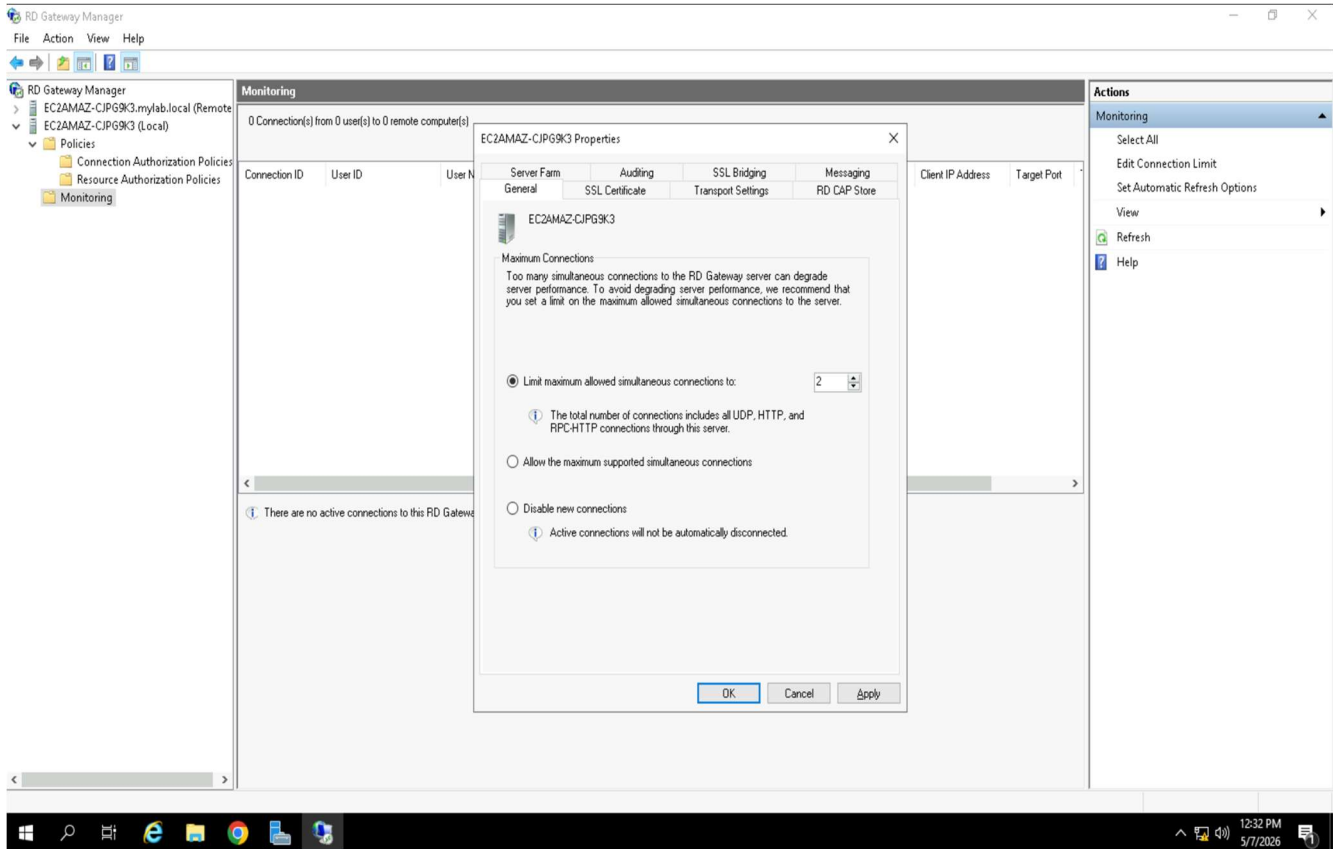 RD Gateway Manager
File Action View Help
RD Gateway Manager
EC2AMAZ-CJPG9K3.mylab.local (Remote
EC2AMAZ-CJPG9K3 (Local)
Policies
Connection Authorization Policies
Resource Authorization Policies
Monitoring
Monitoring
0 Connection(s) from 0 user(s) to 0 remote computer(s)
Connection ID User ID User N
Client IP Address Target Port
There are no active connections to this RD Gatewa
EC2AMAZ-CJPG9K3 Properties
Server Farm Auditing SSL Bridging Messaging
General SSL Certificate Transport Settings RD CAP Store
EC2AMAZ-CJPG9K3
Maximum Connections
Too many simultaneous connections to the RD Gateway server can degrade
server performance. To avoid degrading server performance, we recommend that
you set a limit on the maximum allowed simultaneous connections to the server.
Limit maximum allowed simultaneous connections to: 2
The total number of connections includes all UDP, HTTP, and
RPC-HTTP connections through this server.
Allow the maximum supported simultaneous connections
Disable new connections
Active connections will not be automatically disconnected.
OK Cancel Apply
Actions
Monitoring
Select All
Edit Connection Limit
Set Automatic Refresh Options
View
Refresh
Help
12:32 PM
5/7/2026
1